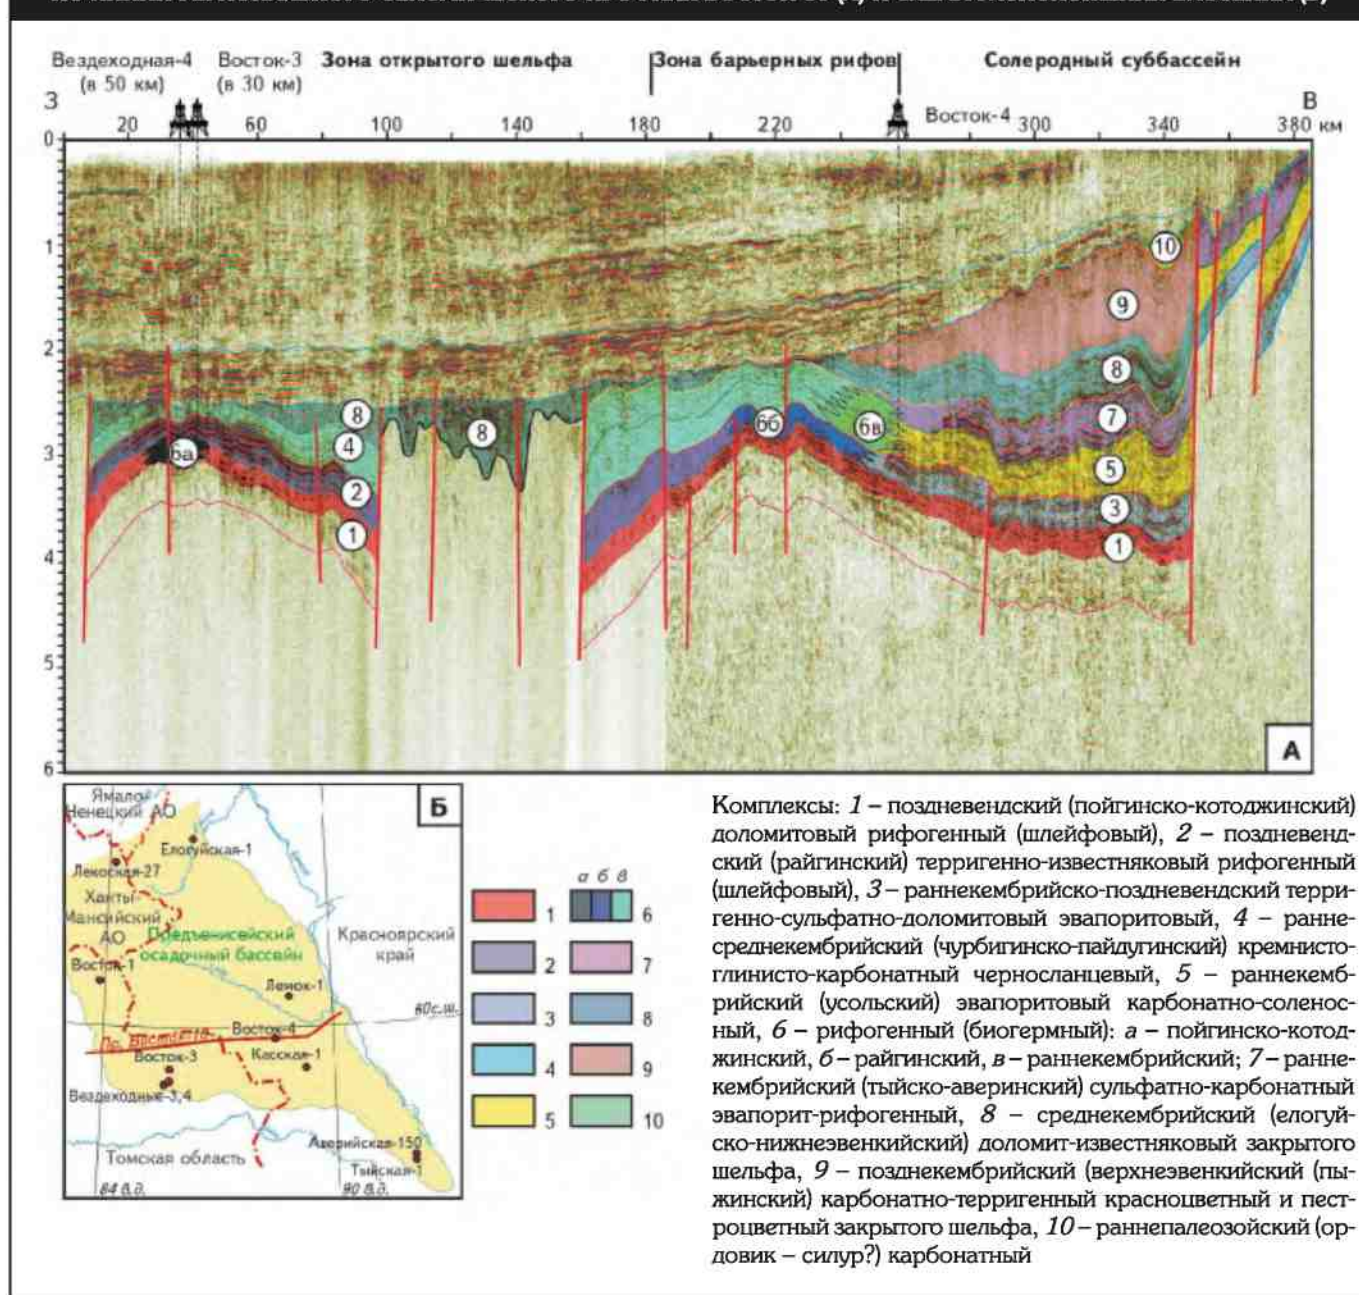 Вездеходная-4 Восток-3 Зона открытого шельфа Зона барьерных рифов Солеродный суббассейн
(в 50 км) (в 30 км)
З Восток-4 В
20 60 100 140 180 220 300 340 380 км
0
1
2
3
4
5
6
10
9
8
8
8
7
4
6а
6б
6в
5
2
3
1
1
А
Б
Ямало-
Ненецкий АО
Елогуйская-1
Лекосская-27
Ханты-
Мансийский
АО
Предъенисейский
осадочный бассейн
Красноярский
край
Восток-1
Лемок-1
60с.ш.
Восток-4
Восток-3
Касская-1
Вездеходные-3,4
Аверинская-150
Томская область
Тыйская-1
84 в.д. 90 в.д.
а б в
1 6
2 7
3 8
4 9
5 10
Комплексы: 1 – поздневендский (пойгинско-котоджинский)
доломитовый рифогенный (шлейфовый), 2 – поздневенд-
ский (райгинский) терригенно-известняковый рифогенный
(шлейфовый), 3 – раннекембрийско-поздневендский терри-
генно-сульфатно-доломитовый эвапоритовый, 4 – ранне-
среднекембрийский (чурбигинско-пайдугинский) кремнисто-
глинисто-карбонатный черносланцевый, 5 – раннекемб-
рийский (усольский) эвапоритовый карбонатно-соленос-
ный, 6 – рифогенный (биогермный): а – пойгинско-котод-
жинский, б – райгинский, в – раннекембрийский; 7 – ранне-
кембрийский (тыйско-аверинский) сульфатно-карбонатный
эвапорит-рифогенный, 8 – среднекембрийский (елогуй-
ско-нижнеэвенкийский) доломит-известняковый закрытого
шельфа, 9 – позднекембрийский (верхнеэвенкийский (пы-
жинский) карбонатно-терригенный красноцветный и пест-
роцветный закрытого шельфа, 10 – раннепалеозойский (ор-
довик – силур?) карбонатный